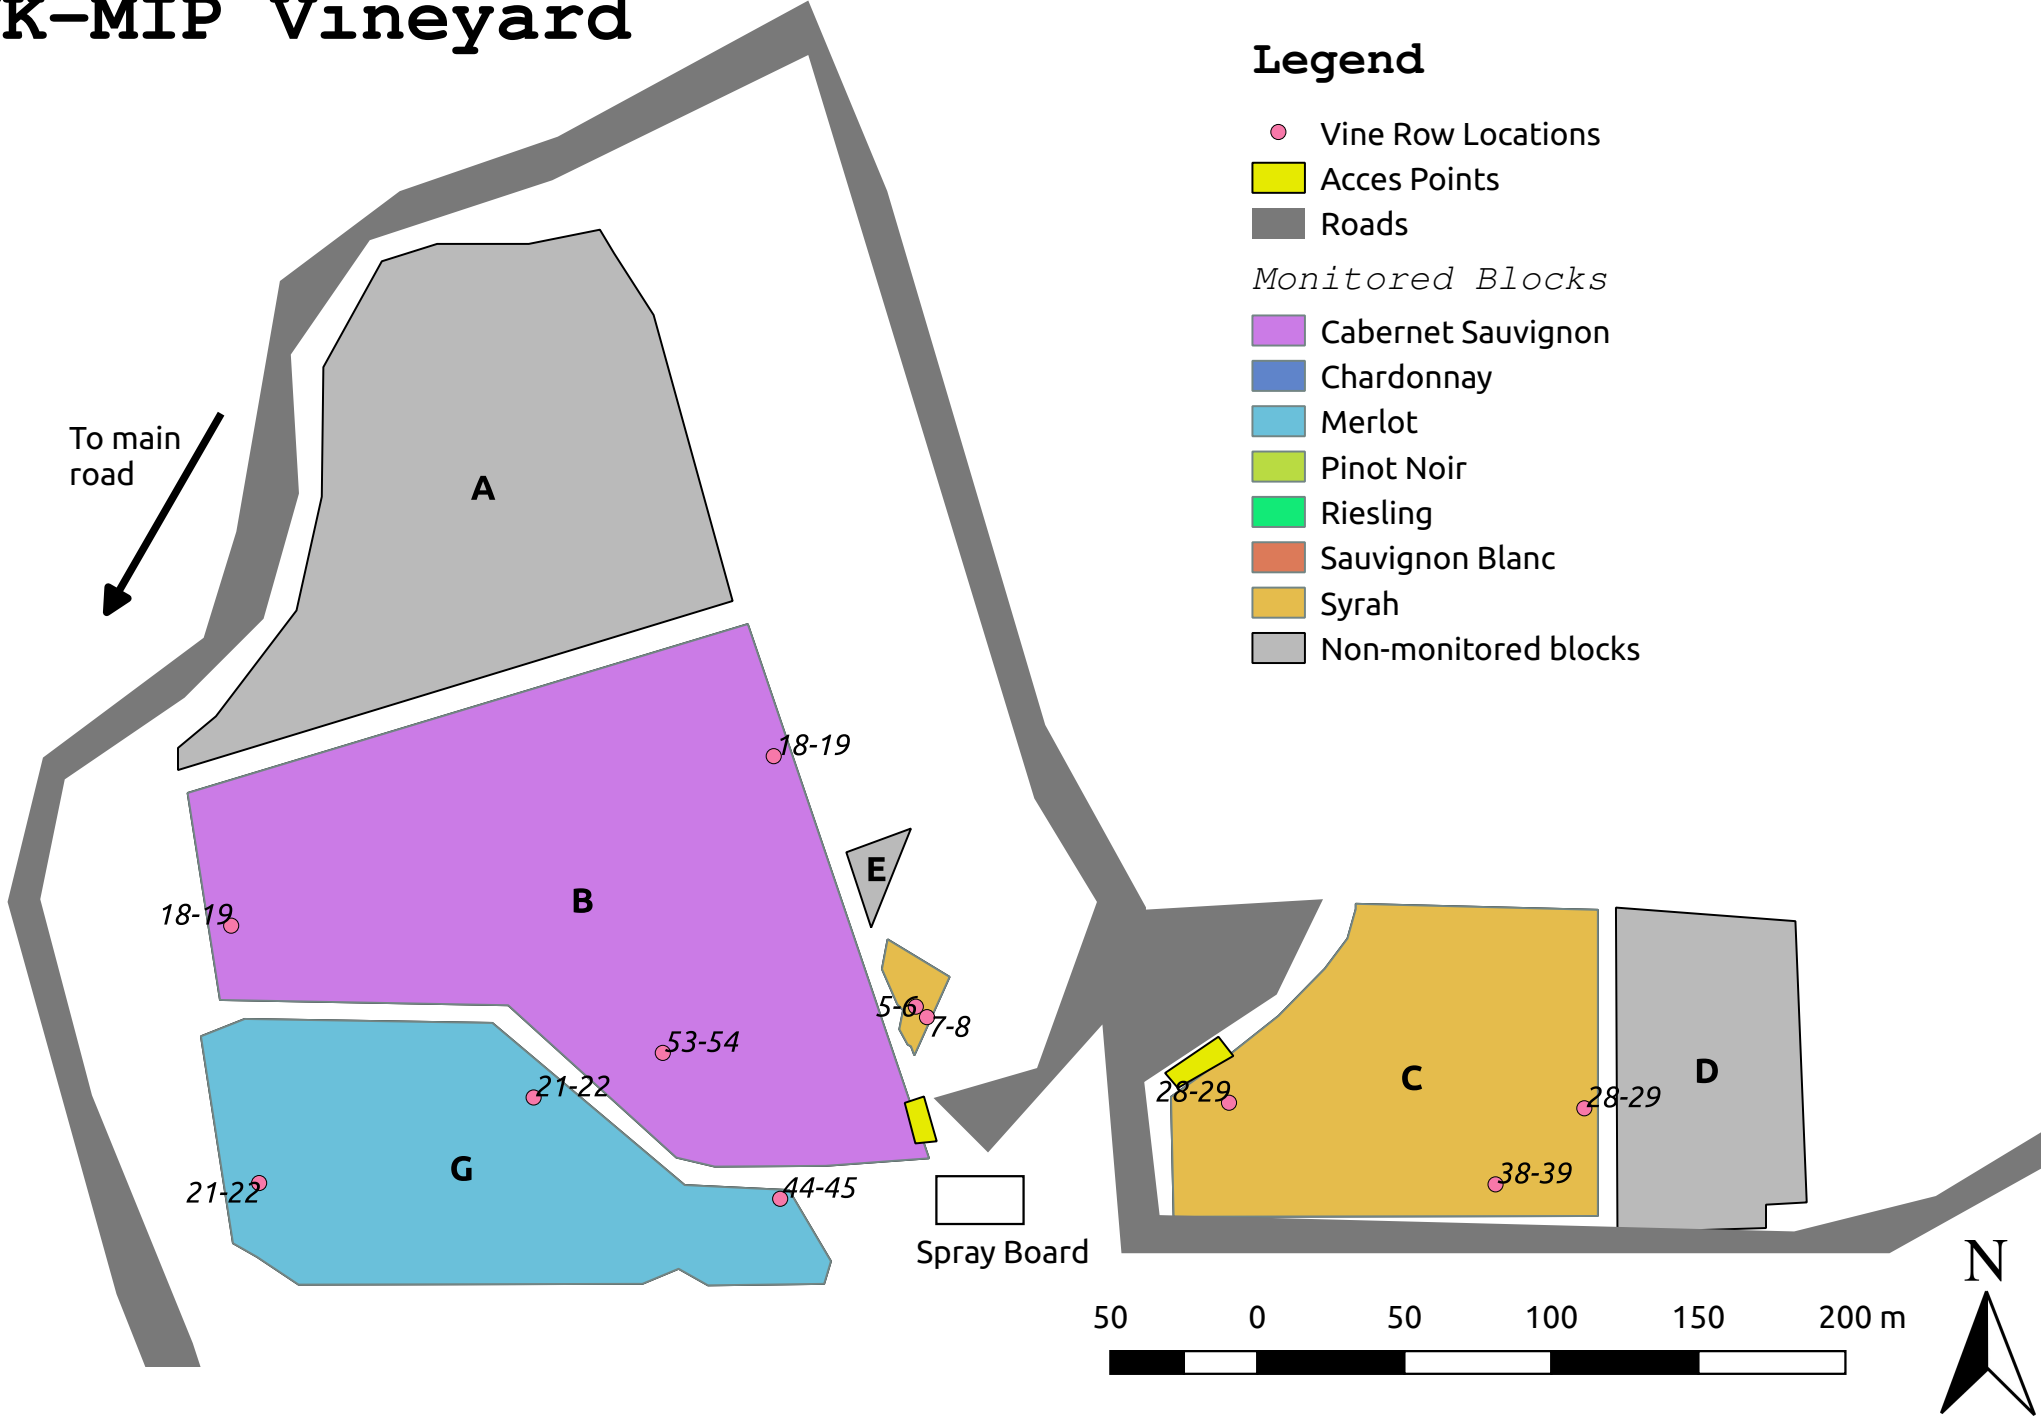 K-MIP Vineyard
Legend
Vine Row Locations
Acces Points
Roads
Monitored Blocks
Cabernet Sauvignon
Chardonnay
Merlot
Pinot Noir
Riesling
Sauvignon Blanc
Syrah
Non-monitored blocks
To main
road
A
18-19
E
B
18-19
5-6
7-8
53-54
21-22
C
D
28-29
28-29
G
21-22
44-45
38-39
Spray Board
N
50 0 50 100 150 200 m